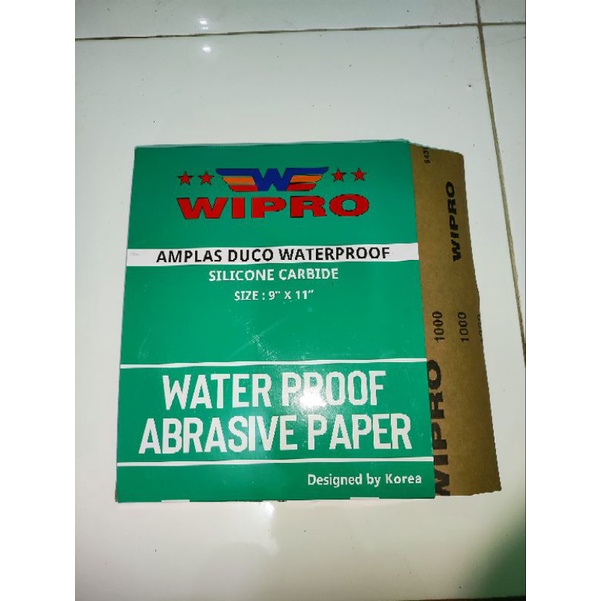 WIPRO
AMPLAS DUCO WATERPROOF
SILICONE CARBIDE
SIZE : 9" X 11"
WATER PROOF
ABRASIVE PAPER
Designed by Korea
WIPRO
1000
1000
WIPRO